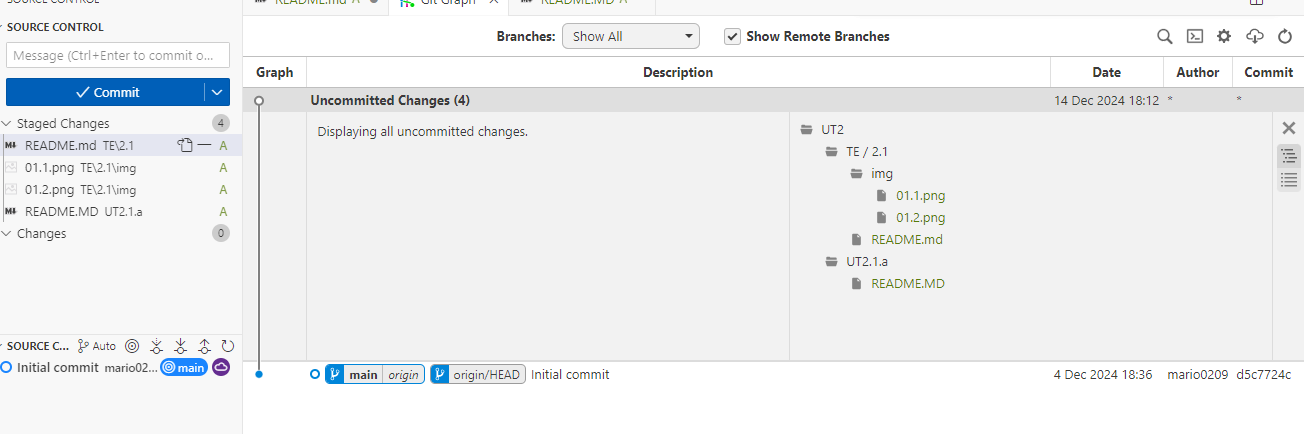 SOURCE CONTROL
README.md A
Git Graph
README.MD A
SOURCE CONTROL
Message (Ctrl+Enter to commit o...
Commit
Staged Changes 4
README.md TE\2.1 A
01.1.png TE\2.1\img A
01.2.png TE\2.1\img A
README.MD UT2.1.a A
Changes 0
SOURCE C... Auto
Initial commit mario02... main
Branches: Show All Show Remote Branches
Graph Description Date Author Commit
Uncommitted Changes (4) 14 Dec 2024 18:12 * *
Displaying all uncommitted changes.
UT2
TE / 2.1
img
01.1.png
01.2.png
README.md
UT2.1.a
README.MD
main origin origin/HEAD Initial commit 4 Dec 2024 18:36 mario0209 d5c7724c